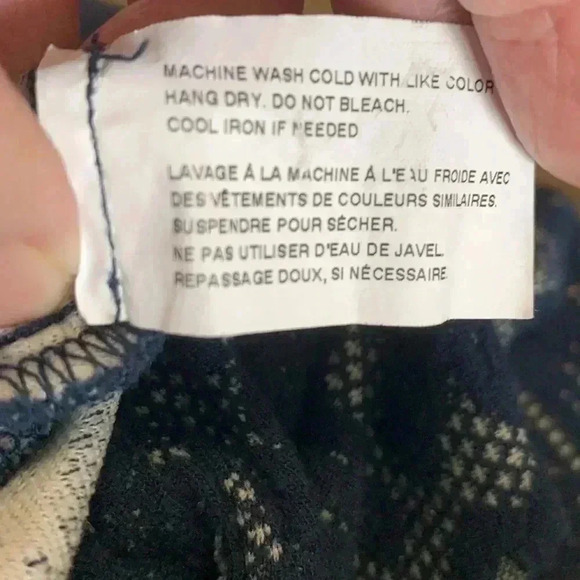 MACHINE WASH COLD WITH LIKE COLOR
HANG DRY. DO NOT BLEACH.
COOL IRON IF NEEDED
LAVAGE À LA MACHINE À L'EAU FROIDE AVEC
DES VÊTEMENTS DE COULEURS SIMILAIRES.
SUSPENDRE POUR SÉCHER.
NE PAS UTILISER D'EAU DE JAVEL.
REPASSAGE DOUX, SI NÉCESSAIRE